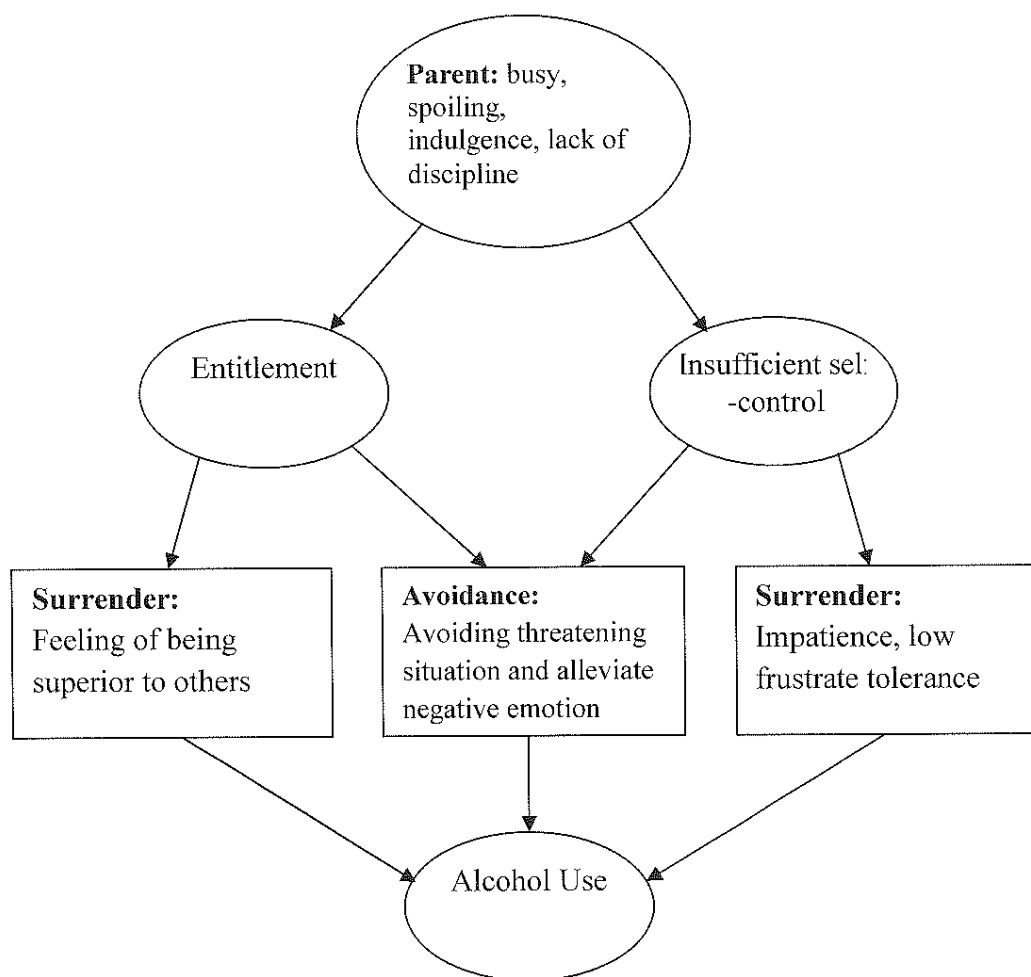 Parent: busy,
spoiling,
indulgence, lack of
discipline
Entitlement
Insufficient sel
-control
Surrender:
Feeling of being
superior to others
Avoidance:
Avoiding threatening
situation and alleviate
negative emotion
Surrender:
Impatience, low
frustrate tolerance
Alcohol Use